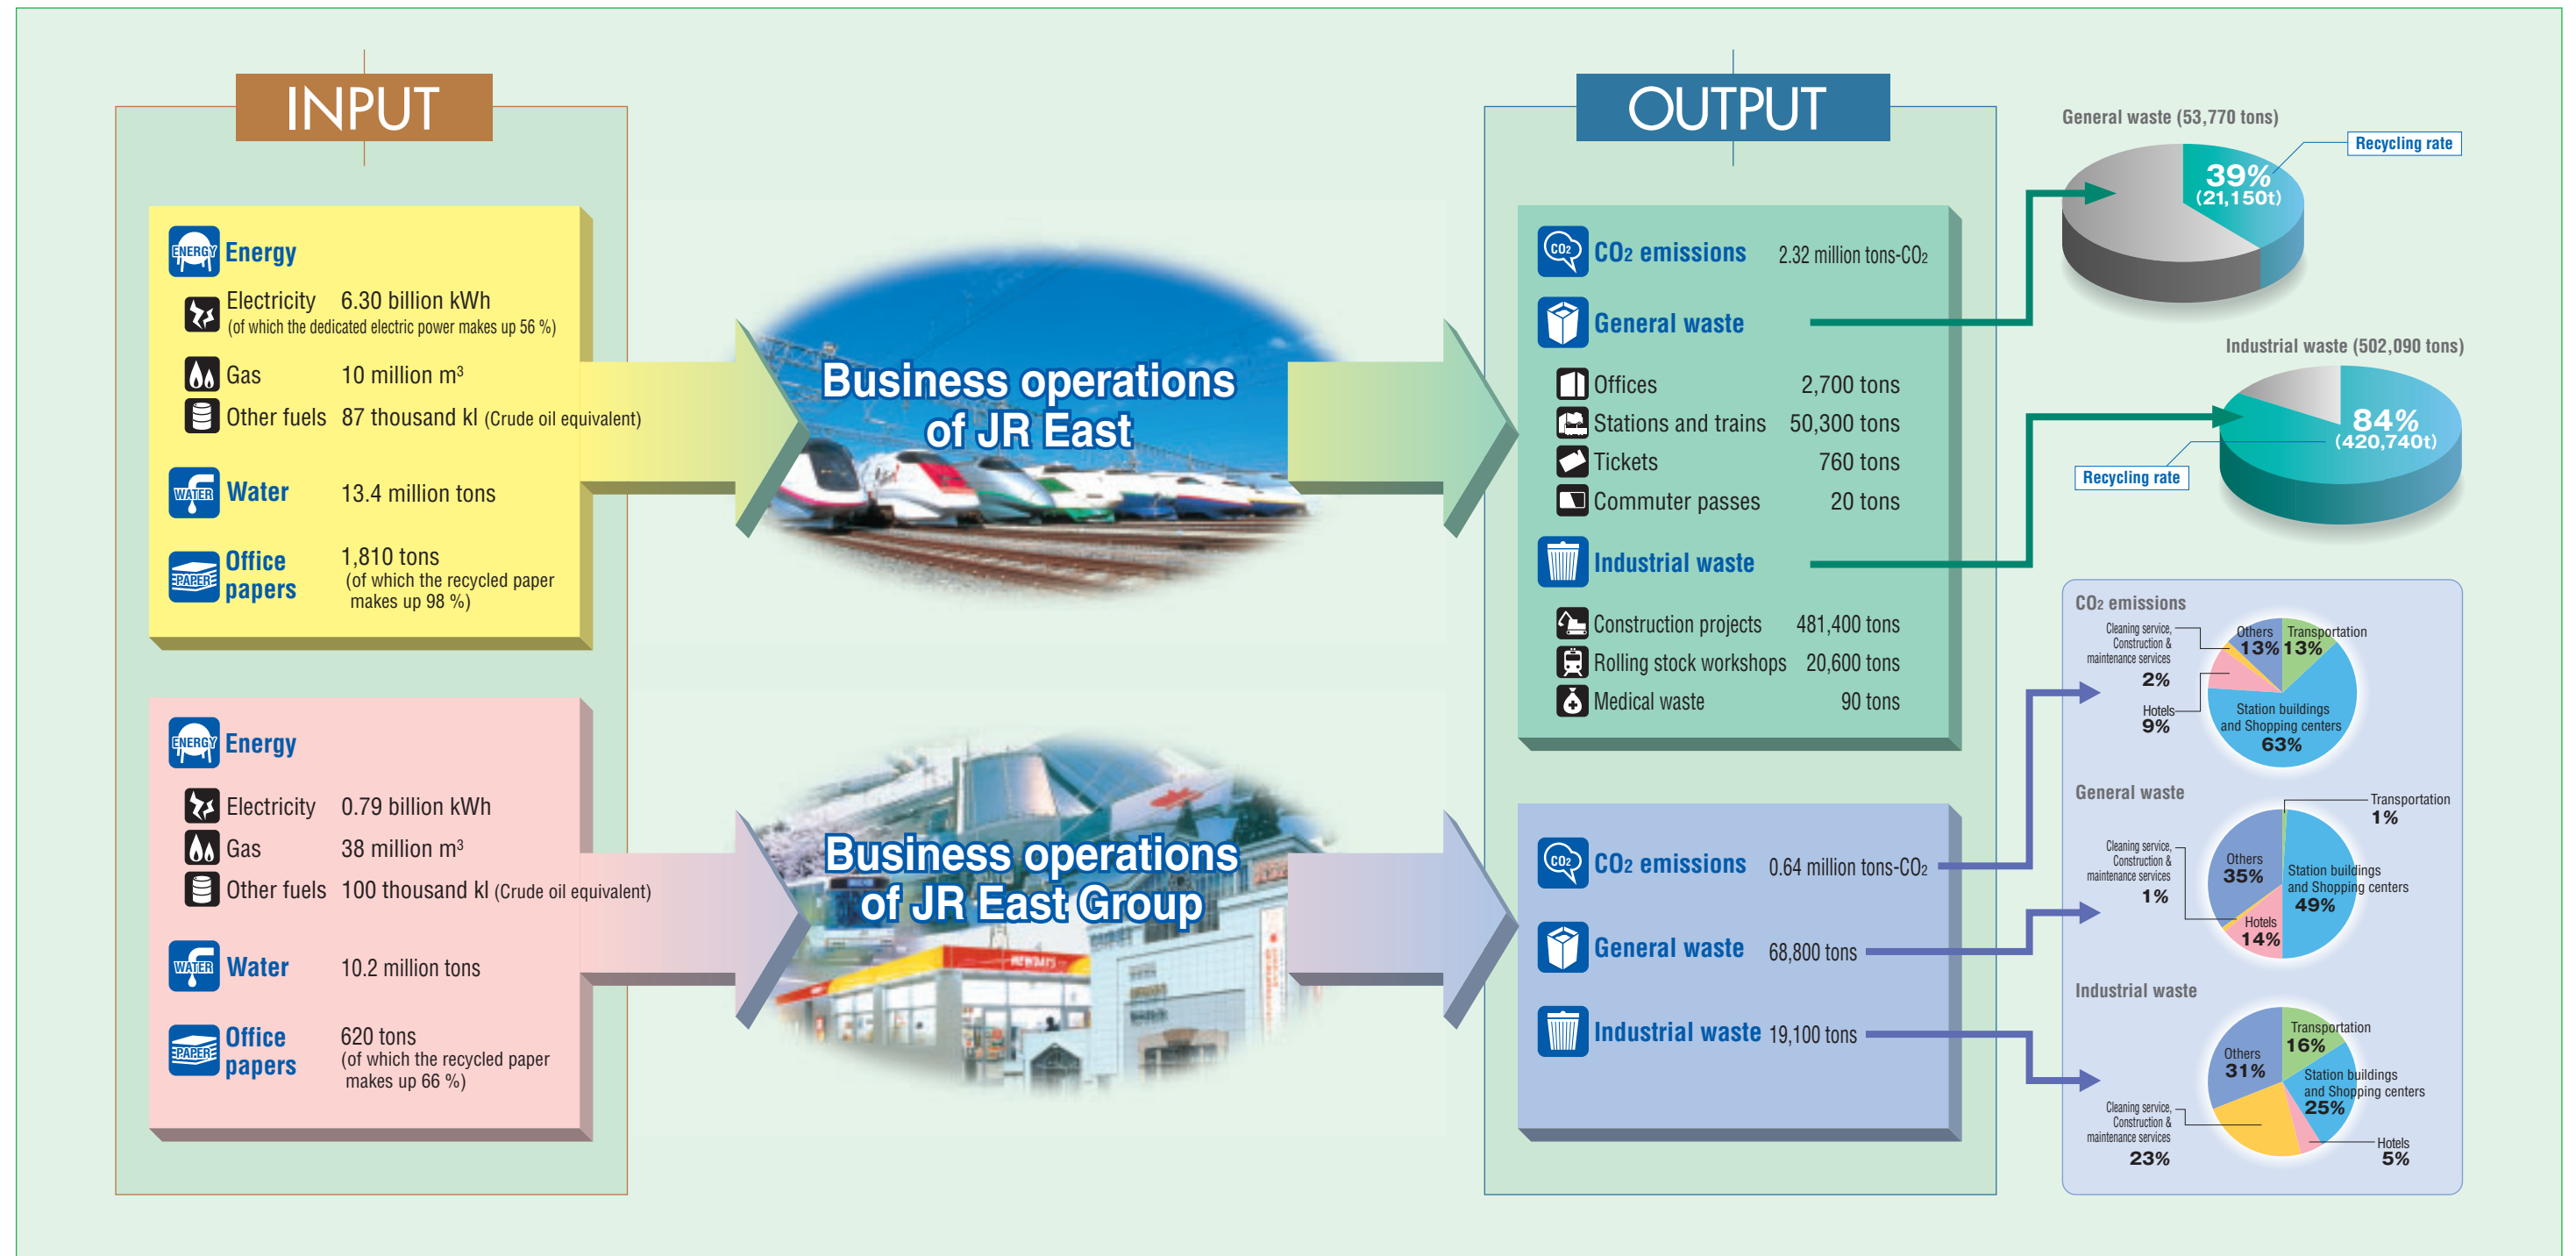 INPUT
ENERGY
Energy
Electricity 6.30 billion kWh
(of which the dedicated electric power makes up 56 %)
Gas 10 million m³
Other fuels 87 thousand kl (Crude oil equivalent)
WATER
Water 13.4 million tons
PAPER
Office
papers
1,810 tons
(of which the recycled paper
makes up 98 %)
ENERGY
Energy
Electricity 0.79 billion kWh
Gas 38 million m³
Other fuels 100 thousand kl (Crude oil equivalent)
WATER
Water 10.2 million tons
PAPER
Office
papers
620 tons
(of which the recycled paper
makes up 66 %)
Business operations
of JR East
Business operations
of JR East Group
NEWDAYS
OUTPUT
CO2
CO₂ emissions 2.32 million tons-CO₂
General waste
Offices 2,700 tons
Stations and trains 50,300 tons
Tickets 760 tons
Commuter passes 20 tons
Industrial waste
Construction projects 481,400 tons
Rolling stock workshops 20,600 tons
Medical waste 90 tons
CO2
CO₂ emissions 0.64 million tons-CO₂
General waste 68,800 tons
Industrial waste 19,100 tons
General waste (53,770 tons)
Recycling rate
39%
(21,150t)
Industrial waste (502,090 tons)
84%
(420,740t)
Recycling rate
CO₂ emissions
Cleaning service,
Construction &
maintenance services
2%
Hotels
9%
Others
13%
Transportation
13%
Station buildings
and Shopping centers
63%
General waste
Transportation
1%
Cleaning service,
Construction &
maintenance services
1%
Others
35%
Station buildings
and Shopping centers
49%
Hotels
14%
Industrial waste
Transportation
16%
Others
31%
Station buildings
and Shopping centers
25%
Cleaning service,
Construction &
maintenance services
23%
Hotels
5%